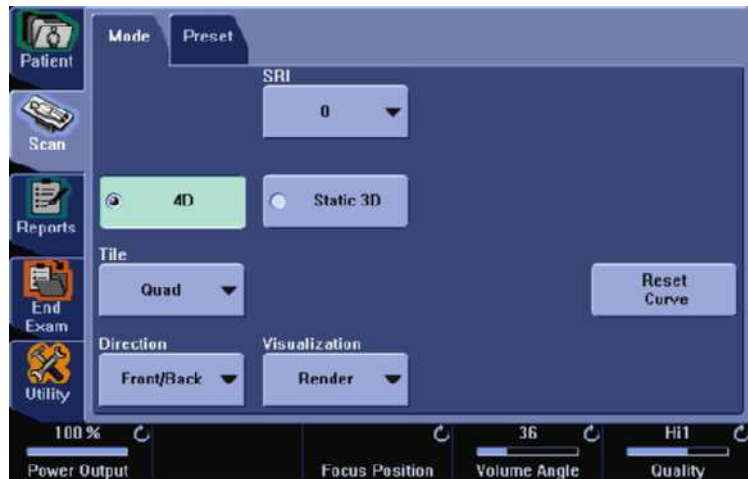 Patient
Scan
Reports
End
Exam
Utility
Mode
Preset
SRI
0
4D
Static 3D
Tile
Quad
Reset
Curve
Direction
Visualization
Front/Back
Render
100 %
36
Hi1
Power Output
Focus Position
Volume Angle
Quality